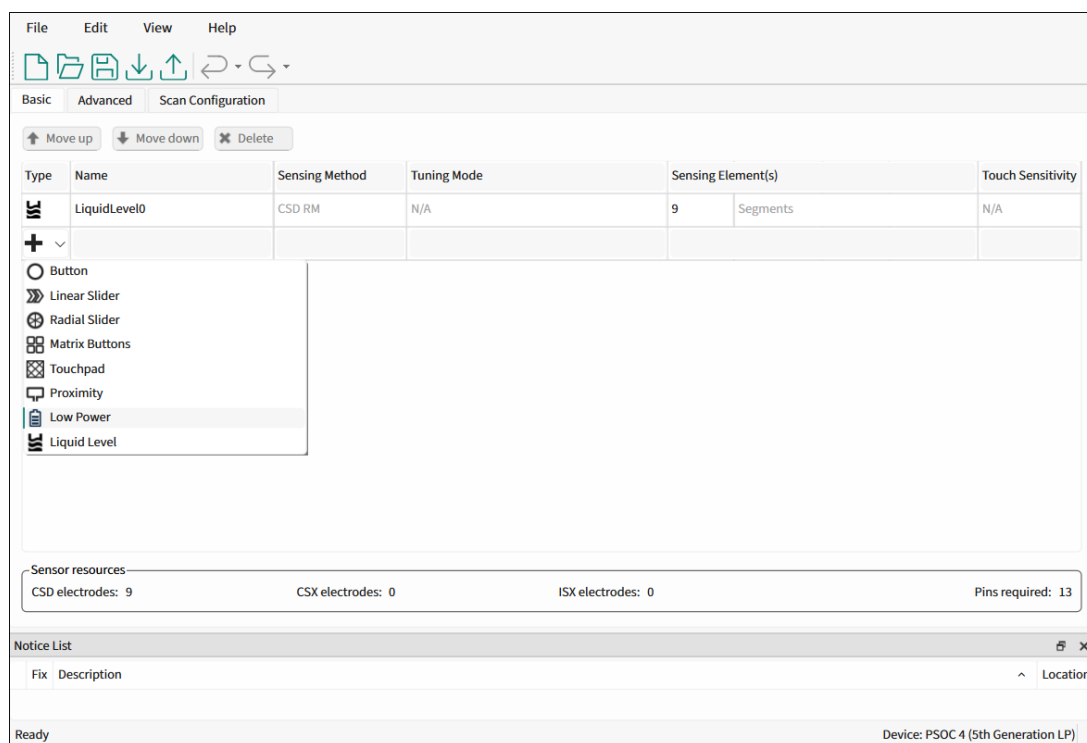 File Edit View Help
Basic Advanced Scan Configuration
Move up Move down Delete
Type Name Sensing Method Tuning Mode Sensing Element(s) Touch Sensitivity
LiquidLevel0 CSD RM N/A 9 Segments N/A
Button
Linear Slider
Radial Slider
Matrix Buttons
Touchpad
Proximity
Low Power
Liquid Level
Sensor resources
CSD electrodes: 9 CSX electrodes: 0 ISX electrodes: 0 Pins required: 13
Notice List
Fix Description Location
Ready Device: PSOC 4 (5th Generation LP)